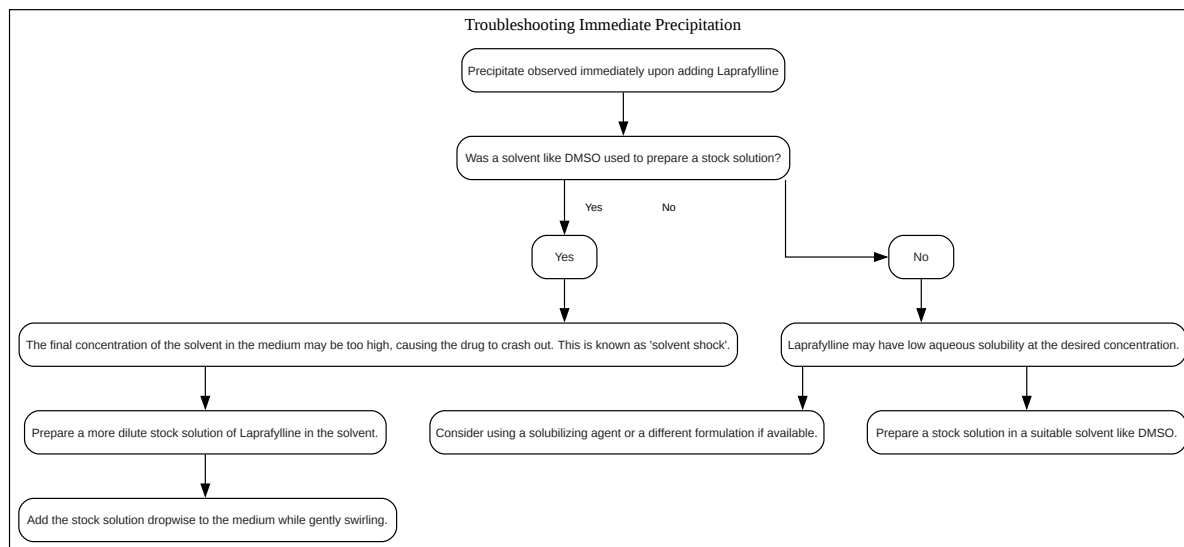 Troubleshooting Immediate Precipitation
Precipitate observed immediately upon adding Laprafylline
Was a solvent like DMSO used to prepare a stock solution?
Yes
No
Yes
No
The final concentration of the solvent in the medium may be too high, causing the drug to crash out. This is known as 'solvent shock'.
Laprafylline may have low aqueous solubility at the desired concentration.
Prepare a more dilute stock solution of Laprafylline in the solvent.
Consider using a solubilizing agent or a different formulation if available.
Prepare a stock solution in a suitable solvent like DMSO.
Add the stock solution dropwise to the medium while gently swirling.